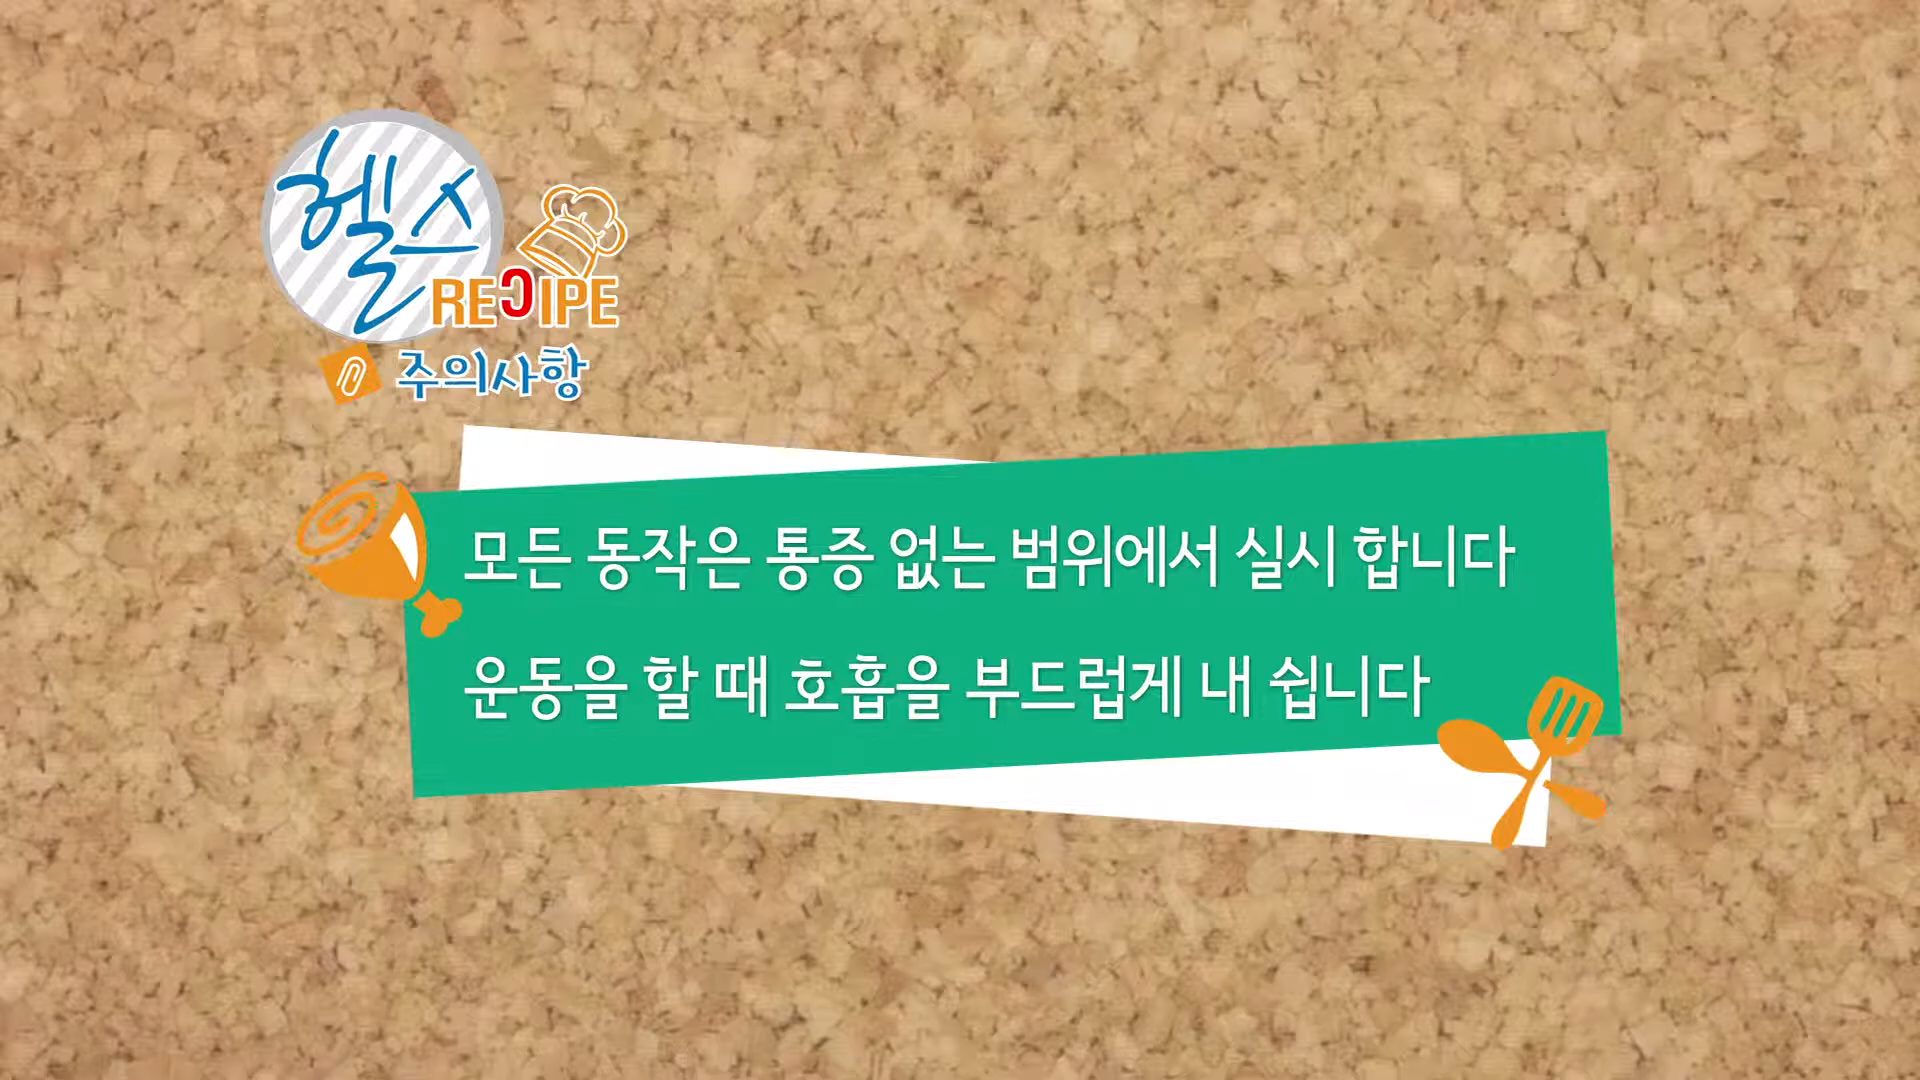 헬스
RECIPE
주의사항
모든 동작은 통증 없는 범위에서 실시 합니다
운동을 할 때 호흡을 부드럽게 내 쉽니다